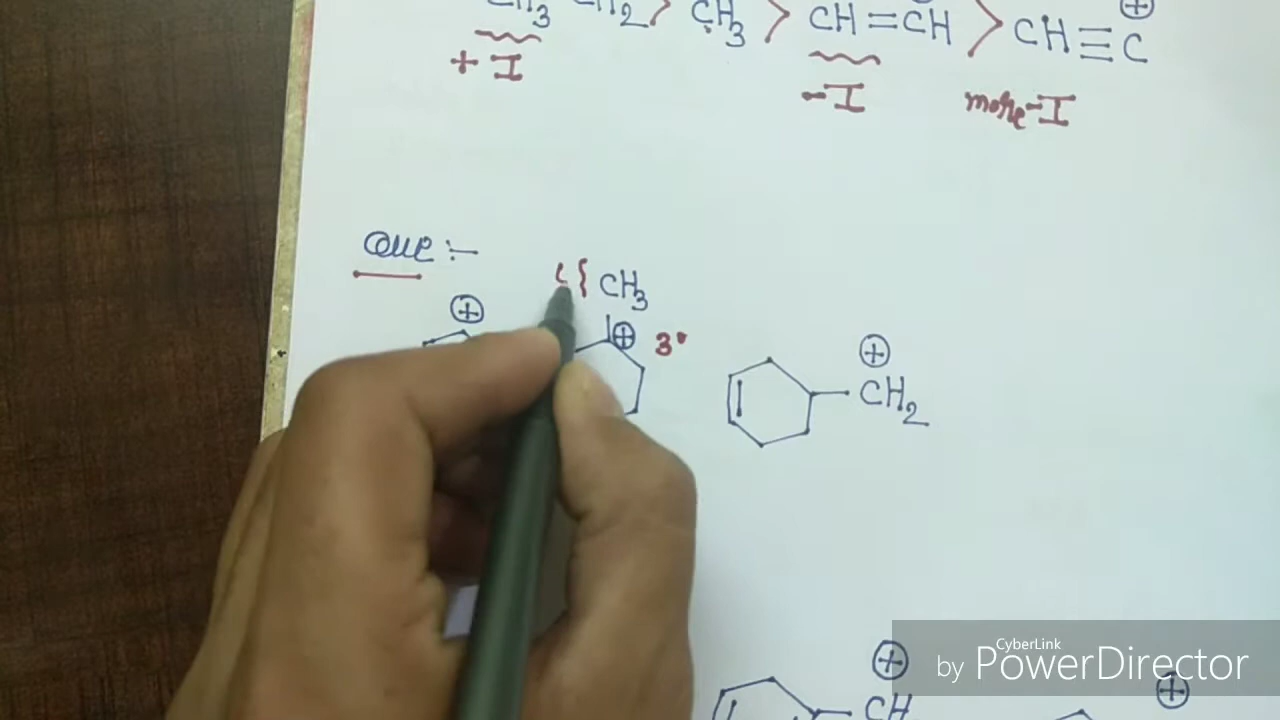 CH3 CH2 > CH3 > CH=CH > CH≡C ⊕
+ I -I more-I
Que :-
⊕ { CH3
⊕ 3° ⊕
CH2
⊕
CH ⊕
CyberLink
by PowerDirector